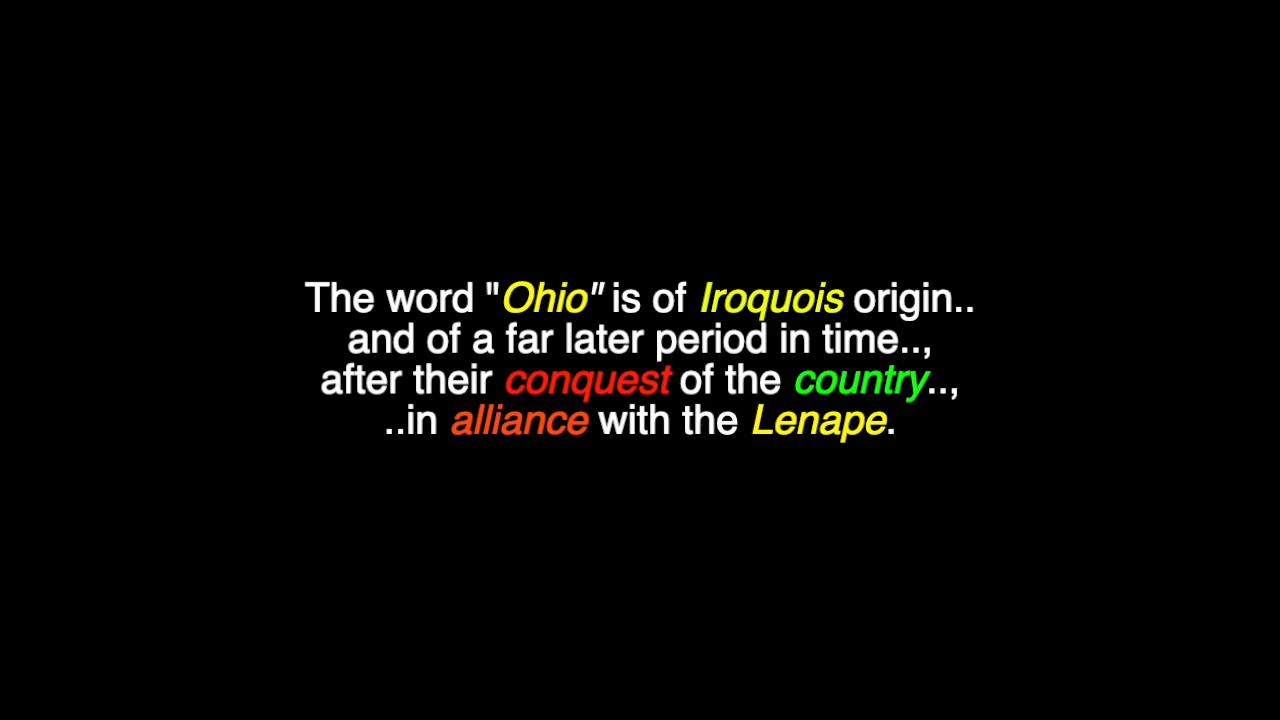 The word "Ohio" is of Iroquois origin..
and of a far later period in time..,
after their conquest of the country..,
..in alliance with the Lenape.